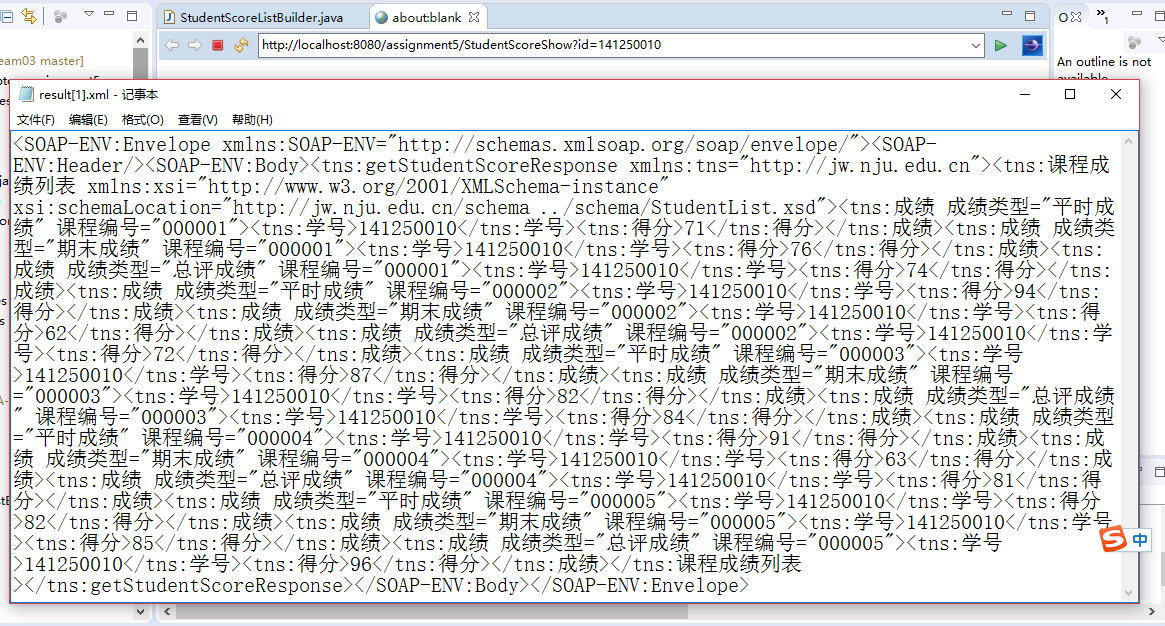 StudentScoreListBuilder.java
about:blank
1
eam03 master]
http://localhost:8080/assignment5/StudentScoreShow?id=141250010
An outline is not
result[1].xml - 记事本
文件(F) 编辑(E) 格式(O) 查看(V) 帮助(H)
<SOAP-ENV:Envelope xmlns:SOAP-ENV="http://schemas.xmlsoap.org/soap/envelope/"><SOAP-
ENV:Header/><SOAP-ENV:Body><tns:getStudentScoreResponse xmlns:tns="http://jw.nju.edu.cn"><tns:课程成
绩列表 xmlns:xsi="http://www.w3.org/2001/XMLSchema-instance"
xsi:schemaLocation="http://jw.nju.edu.cn/schema ../schema/StudentList.xsd"><tns:成绩 成绩类型="平时成
绩" 课程编号="000001"><tns:学号>141250010</tns:学号><tns:得分>71</tns:得分></tns:成绩><tns:成绩 成绩类
型="期末成绩" 课程编号="000001"><tns:学号>141250010</tns:学号><tns:得分>76</tns:得分></tns:成绩><tns:
成绩 成绩类型="总评成绩" 课程编号="000001"><tns:学号>141250010</tns:学号><tns:得分>74</tns:得分></tns:
成绩><tns:成绩 成绩类型="平时成绩" 课程编号="000002"><tns:学号>141250010</tns:学号><tns:得分>94</tns:
得分></tns:成绩><tns:成绩 成绩类型="期末成绩" 课程编号="000002"><tns:学号>141250010</tns:学号><tns:得
分>62</tns:得分></tns:成绩><tns:成绩 成绩类型="总评成绩" 课程编号="000002"><tns:学号>141250010</tns:学
号><tns:得分>72</tns:得分></tns:成绩><tns:成绩 成绩类型="平时成绩" 课程编号="000003"><tns:学号
>141250010</tns:学号><tns:得分>87</tns:得分></tns:成绩><tns:成绩 成绩类型="期末成绩" 课程编号
="000003"><tns:学号>141250010</tns:学号><tns:得分>82</tns:得分></tns:成绩><tns:成绩 成绩类型="总评成绩
" 课程编号="000003"><tns:学号>141250010</tns:学号><tns:得分>84</tns:得分></tns:成绩><tns:成绩 成绩类型
="平时成绩" 课程编号="000004"><tns:学号>141250010</tns:学号><tns:得分>91</tns:得分></tns:成绩><tns:成
绩 成绩类型="期末成绩" 课程编号="000004"><tns:学号>141250010</tns:学号><tns:得分>63</tns:得分></tns:成
绩><tns:成绩 成绩类型="总评成绩" 课程编号="000004"><tns:学号>141250010</tns:学号><tns:得分>81</tns:得
分></tns:成绩><tns:成绩 成绩类型="平时成绩" 课程编号="000005"><tns:学号>141250010</tns:学号><tns:得分
>82</tns:得分></tns:成绩><tns:成绩 成绩类型="期末成绩" 课程编号="000005"><tns:学号>141250010</tns:学号
><tns:得分>85</tns:得分></tns:成绩><tns:成绩 成绩类型="总评成绩" 课程编号="000005"><tns:学号
>141250010</tns:学号><tns:得分>96</tns:得分></tns:成绩></tns:课程成绩列表
></tns:getStudentScoreResponse></SOAP-ENV:Body></SOAP-ENV:Envelope>
中